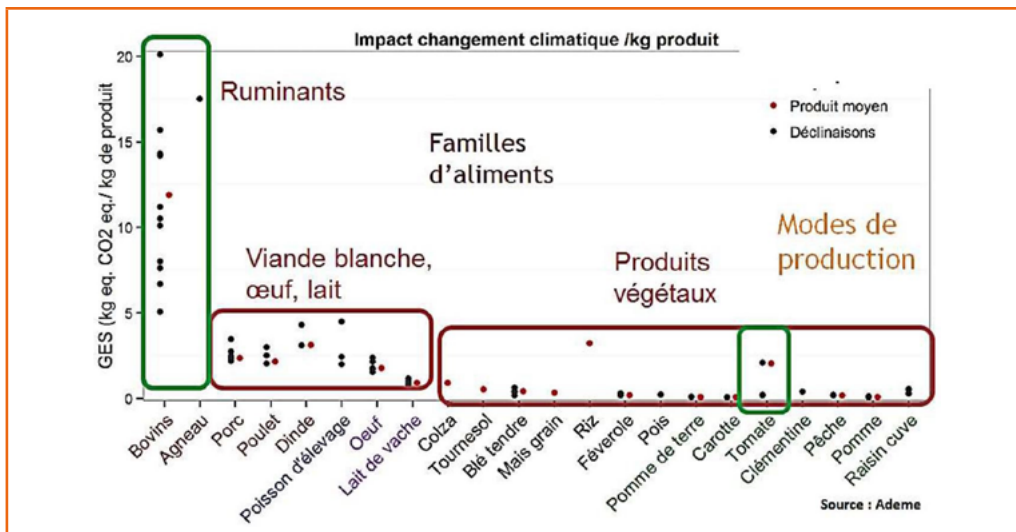 Impact changement climatique /kg produit
GES (kg eq. CO2 eq./ kg de produit
20
15
10
5
0
Ruminants
Produit moyen
Déclinaisons
Familles
d'aliments
Viande blanche,
œuf, lait
Produits
végétaux
Modes de
production
Bovins
Agneau
Porc
Poulet
Dinde
Poisson d'élevage
Oeuf
Lait de vache
Colza
Tournesol
Blé tendre
Mais grain
Riz
Féverole
Pois
Pomme de terre
Carotte
Tomate
Clémentine
Pêche
Pomme
Raisin cuve
Source : Ademe